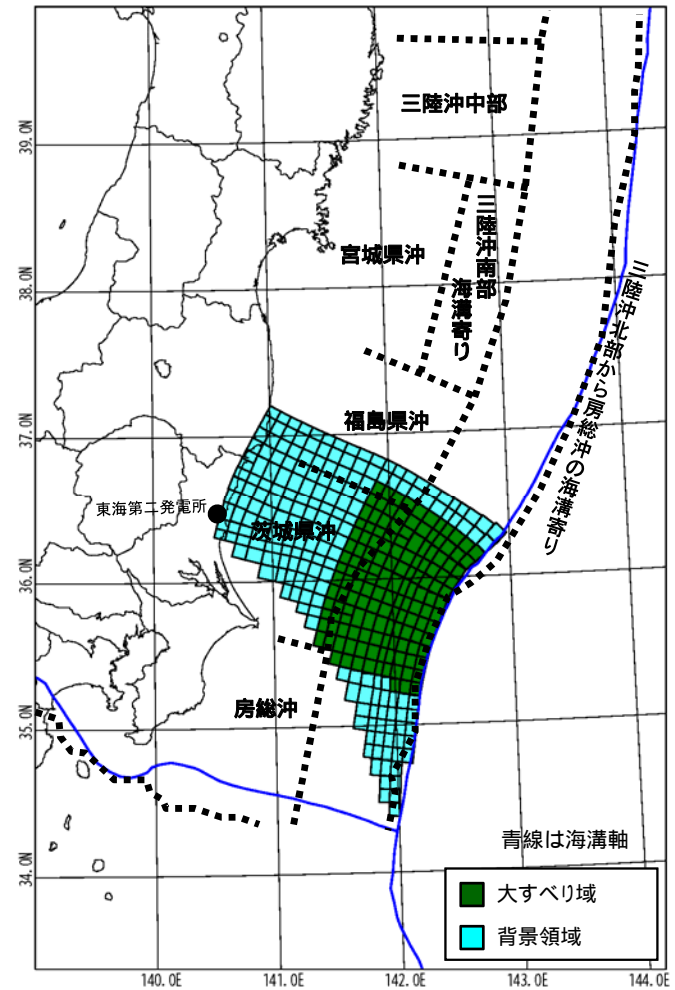 三陸沖中部
39.0N
三陸沖南部
海溝寄り
宮城県沖
38.0N
三陸沖北部から房総沖の海溝寄り
福島県沖
37.0N
東海第二発電所
茨城県沖
36.0N
房総沖
35.0N
青線は海溝軸
34.0N
大すべり域
背景領域
140.0E
141.0E
142.0E
143.0E
144.0E